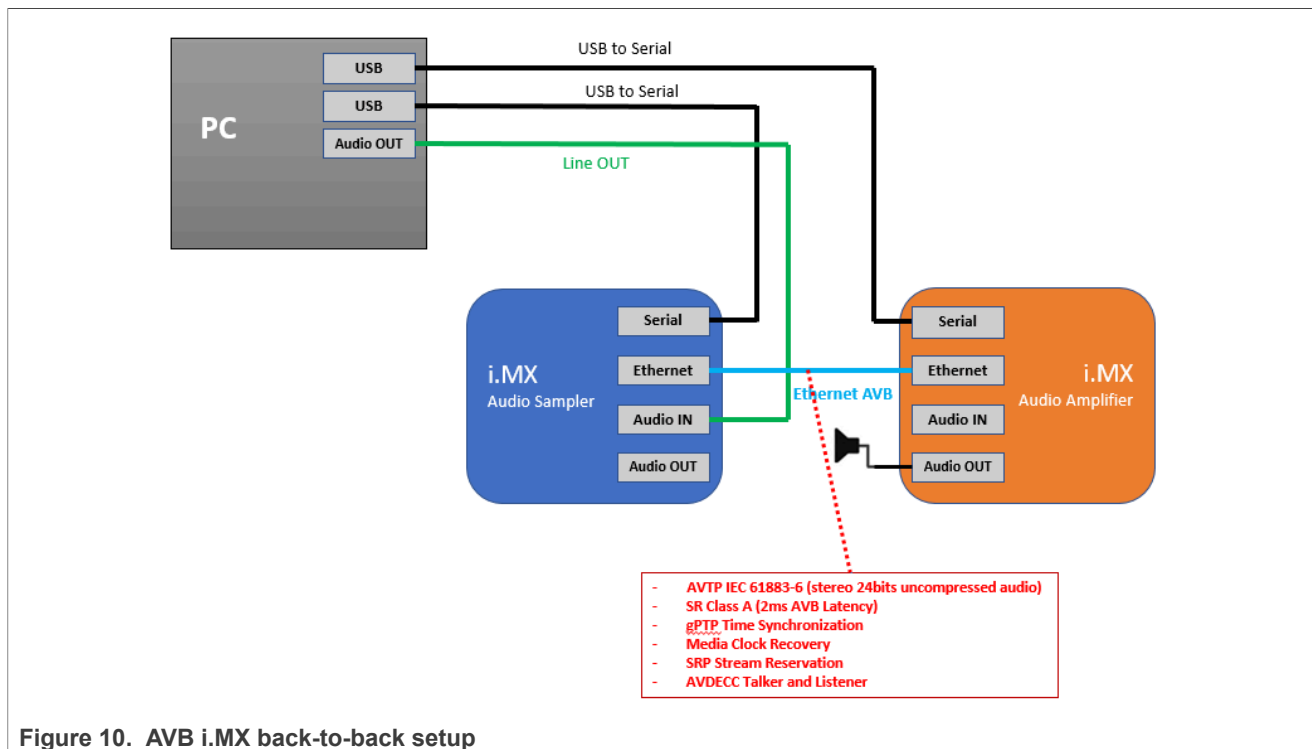 USB to Serial
USB
USB to Serial
USB
PC
Audio OUT
Line OUT
Serial
i.MX
Audio Sampler
Ethernet
Audio IN
Audio OUT
Ethernet AVB
Serial
Ethernet
i.MX
Audio Amplifier
Audio IN
Audio OUT
- AVTP IEC 61883-6 (stereo 24bits uncompressed audio)
- SR Class A (2ms AVB Latency)
- gPTP Time Synchronization
- Media Clock Recovery
- SRP Stream Reservation
- AVDECC Talker and Listener
Figure 10. AVB i.MX back-to-back setup